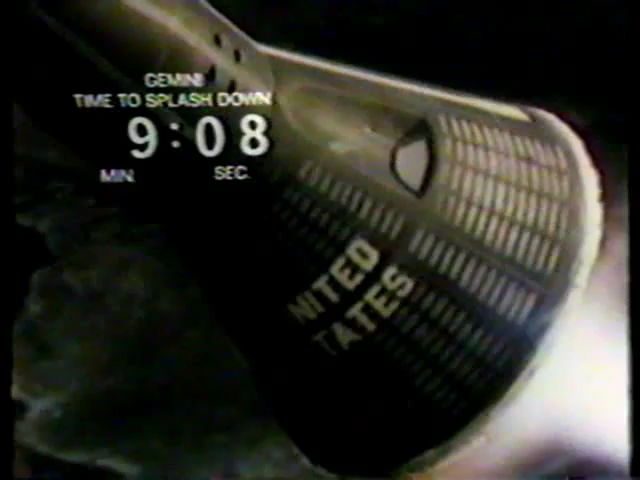 GEMINI
TIME TO SPLASH DOWN
9:08
MIN. SEC.
NITED
TATES